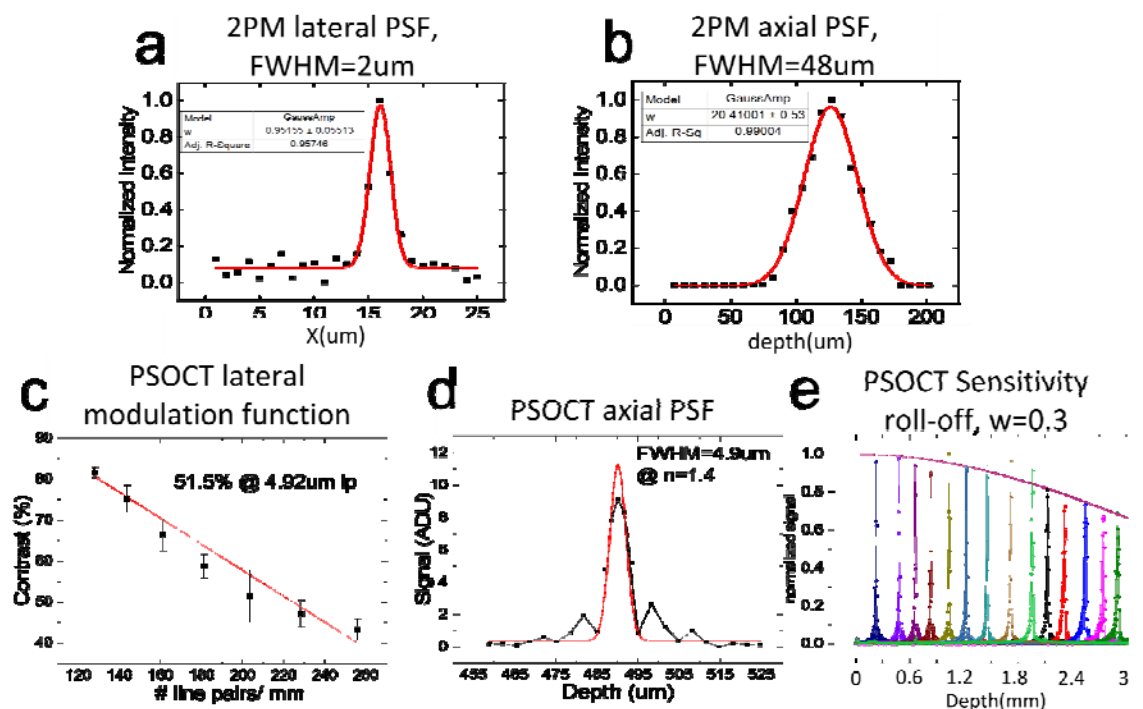 a
2PM lateral PSF,
FWHM=2um
Normalized Intensity
1.0
0.8
0.6
0.4
0.2
0.0
Model GaussAmp
w 0.95155 ± 0.05513
Adj. R-Square 0.95746
0 5 10 15 20 25
X(um)
b
2PM axial PSF,
FWHM=48um
Normalized Intensity
1.0
0.8
0.6
0.4
0.2
0.0
Model GaussAmp
w 20.41001 ± 0.53
Adj. R-Sq 0.99004
0 50 100 150 200
depth(um)
c
PSOCT lateral
modulation function
Contrast (%)
90
80
70
60
50
40
51.5% @ 4.92um lp
120 140 160 180 200 220 240 260
# line pairs/ mm
d
PSOCT axial PSF
Signal (ADU)
12
10
8
6
4
2
0
FWHM=4.9um
@ n=1.4
455 465 475 485 495 505 515 525
Depth (um)
e
PSOCT Sensitivity
roll-off, w=0.3
normalized signal
1.0
0.8
0.6
0.4
0.2
0.0
0 0.6 1.2 1.8 2.4 3
Depth(mm)